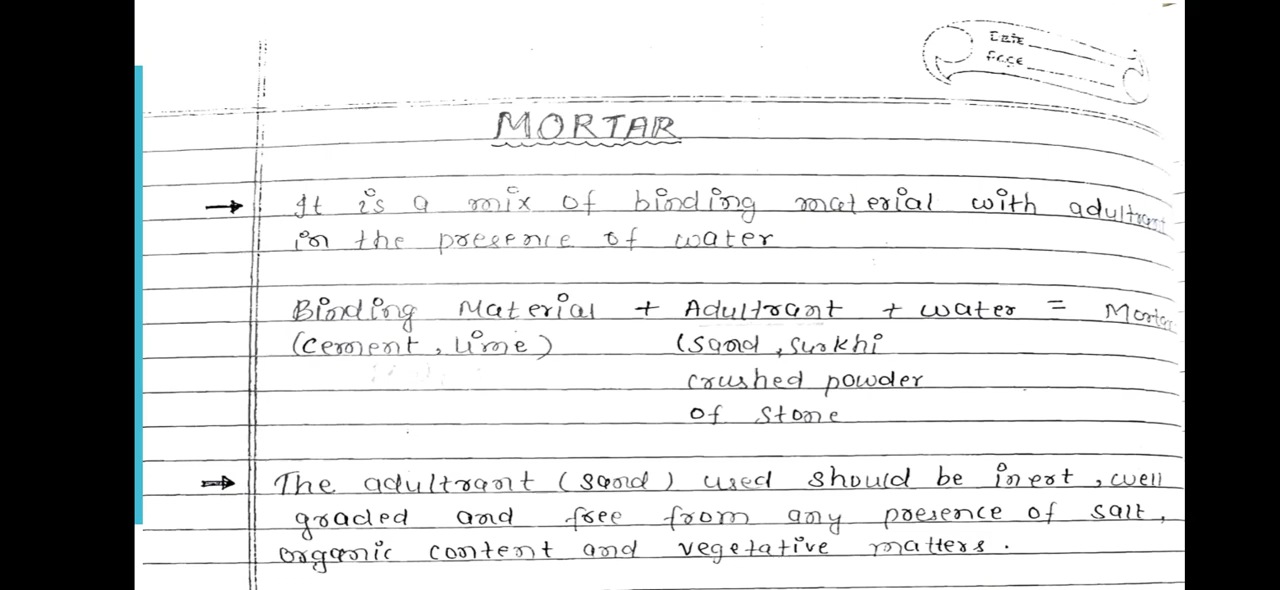 Date
Page
MORTAR
→ It is a mix of binding material with adultrant
in the presence of water
Binding Material + Adultrant + water = Mortar
(cement, Lime) (sand, surkhi
crushed powder
of stone
⇒ The adultrant (sand) used should be inert, well
graded and free from any presence of salt,
organic content and vegetative matters.